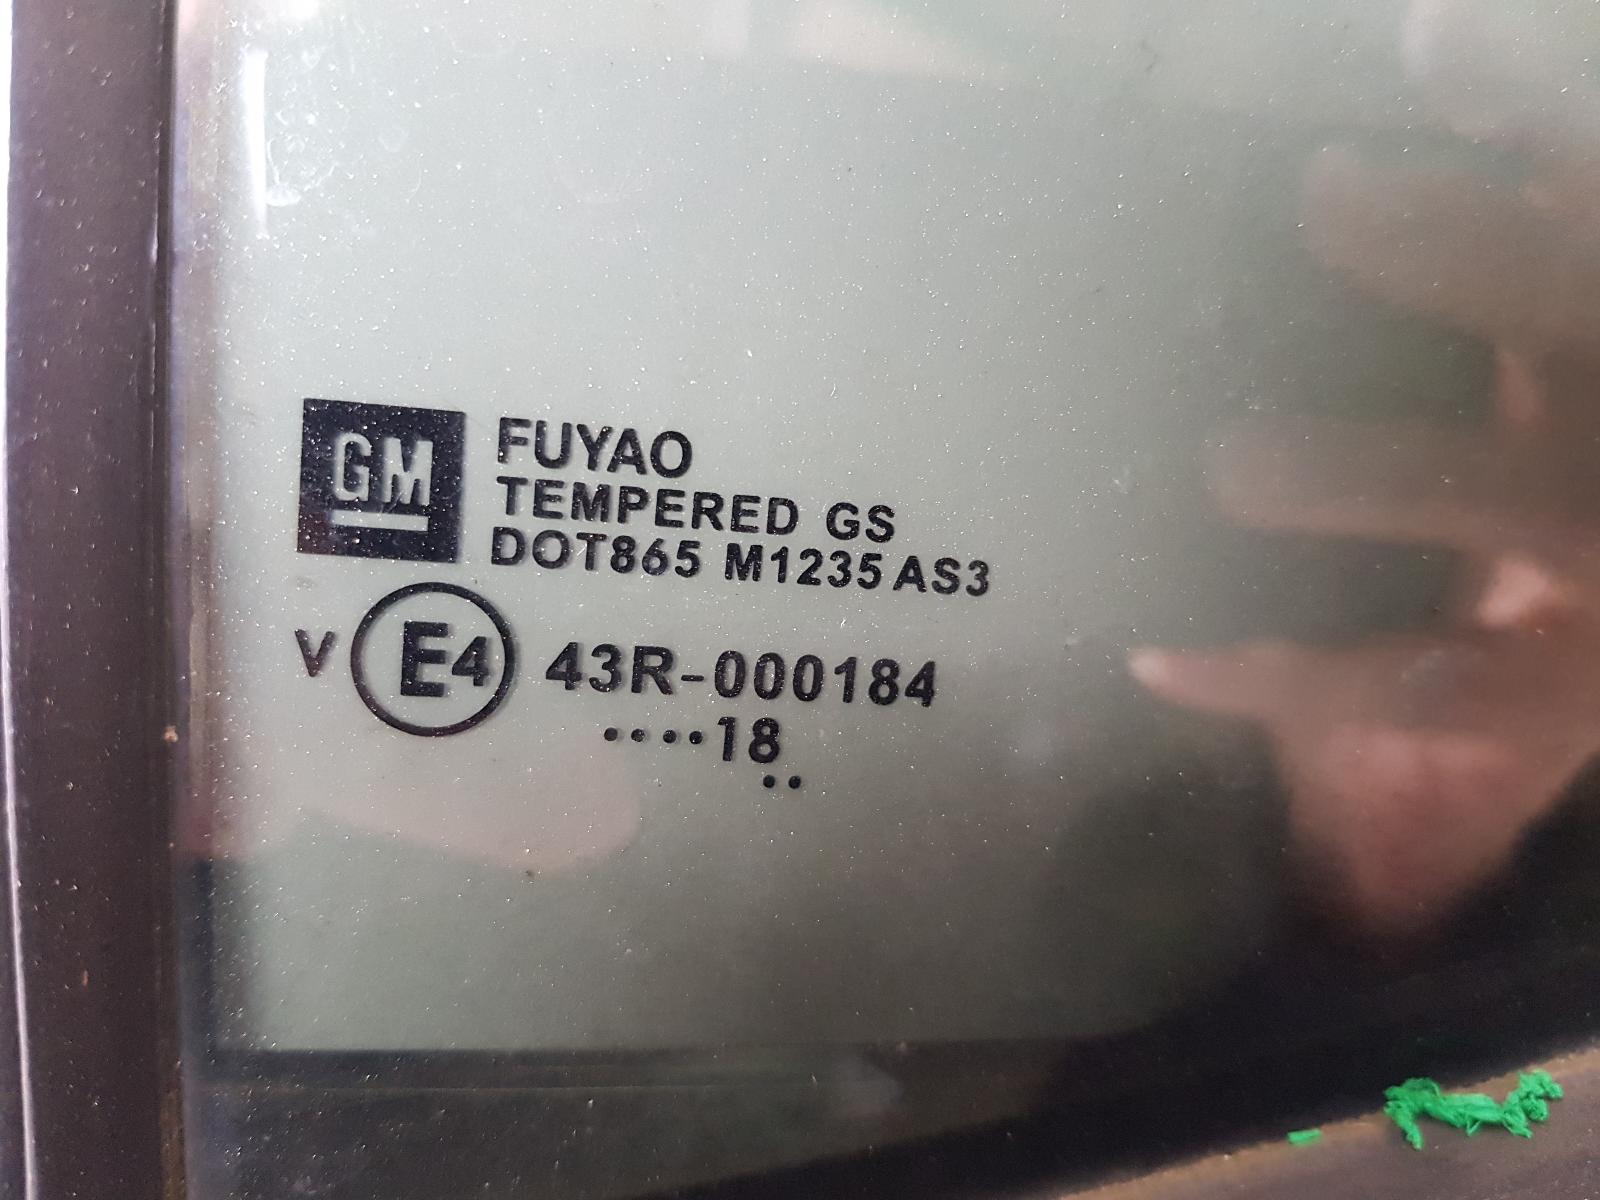 GM
FUYAO
TEMPERED GS
DOT865 M1235 AS3
V E4 43R-000184
····18
··